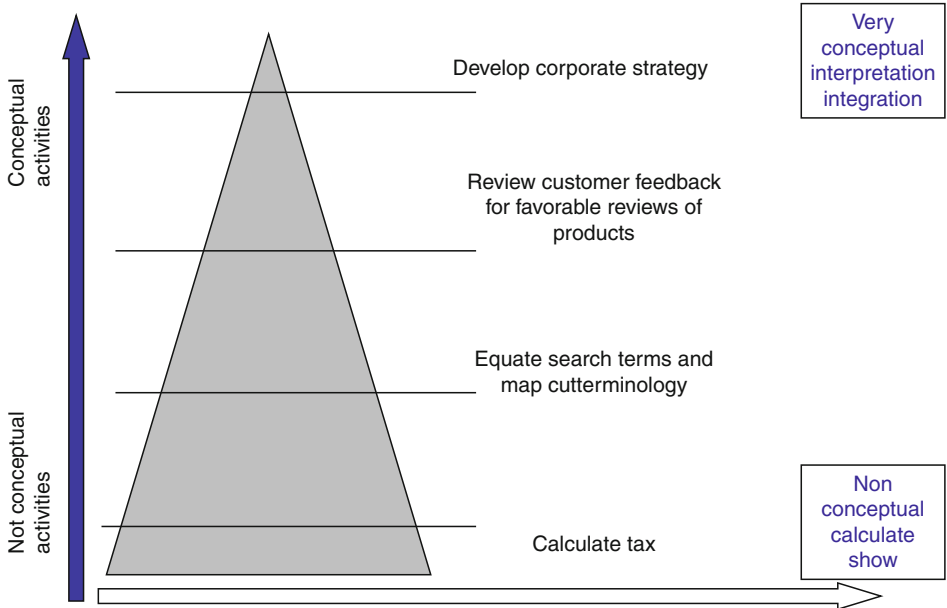 Very
conceptual
interpretation
integration
Develop corporate strategy
Conceptual
activities
Review customer feedback
for favorable reviews of
products
Equate search terms and
map cutterminology
Not conceptual
activities
Non
conceptual
calculate
show
Calculate tax